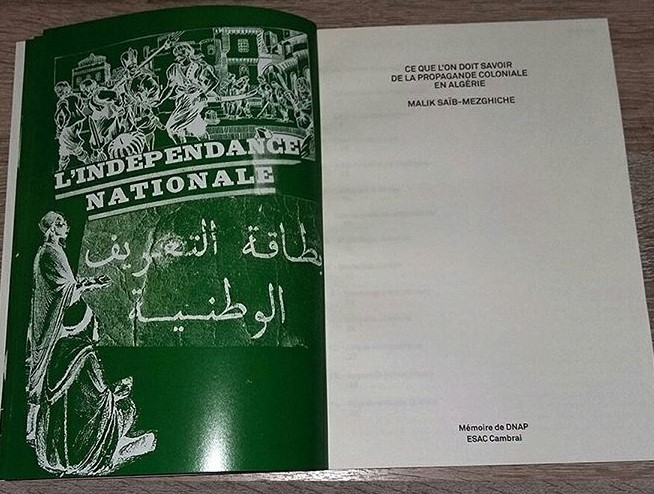 L'INDÉPENDANCE
NATIONALE
بطاقة التعريف
الوطنية
CE QUE L'ON DOIT SAVOIR
DE LA PROPAGANDE COLONIALE
EN ALGÉRIE
MALIK SAÏB-MEZGHICHE
Mémoire de DNAP
ESAC Cambrai